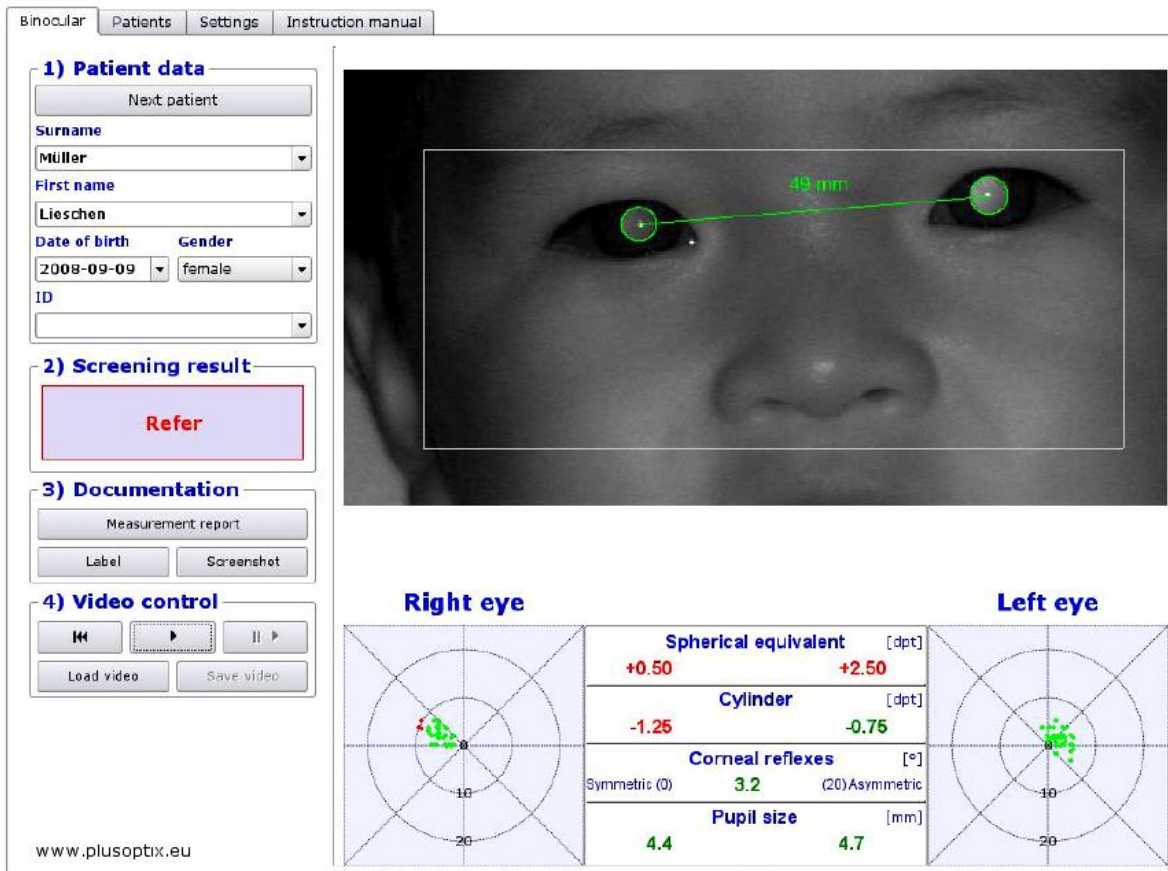 Binocular Patients Settings Instruction manual
1) Patient data
Next patient
Surname
Müller
First name
Lieschen
Date of birth Gender
2008-09-09 female
ID
2) Screening result
Refer
3) Documentation
Measurement report
Label Screenshot
4) Video control
Load video Save video
www.plusoptix.eu
49 mm
Right eye Left eye
0
10
20
Spherical equivalent [dpt]
+0.50 +2.50
Cylinder [dpt]
-1.25 -0.75
Corneal reflexes [°]
Symmetric (0) 3.2 (20) Asymmetric
Pupil size [mm]
4.4 4.7
0
10
20